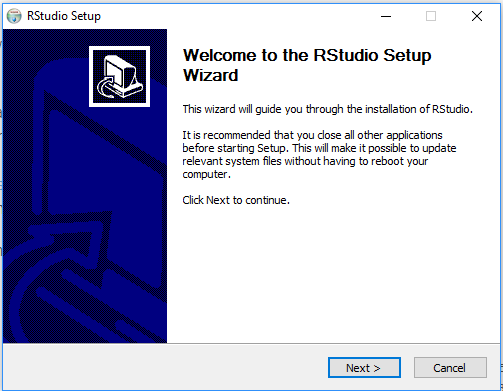 RStudio Setup
Welcome to the RStudio Setup
Wizard
This wizard will guide you through the installation of RStudio.
It is recommended that you close all other applications
before starting Setup. This will make it possible to update
relevant system files without having to reboot your
computer.
Click Next to continue.
Next >
Cancel